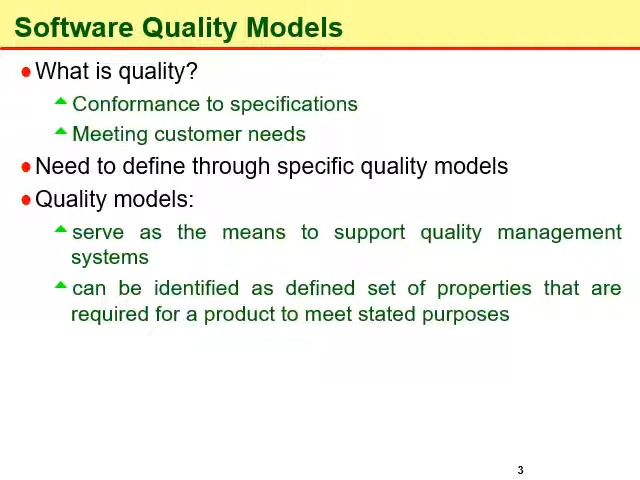 Software Quality Models
•What is quality?
Conformance to specifications
Meeting customer needs
•Need to define through specific quality models
•Quality models:
serve as the means to support quality management
systems
can be identified as defined set of properties that are
required for a product to meet stated purposes
3